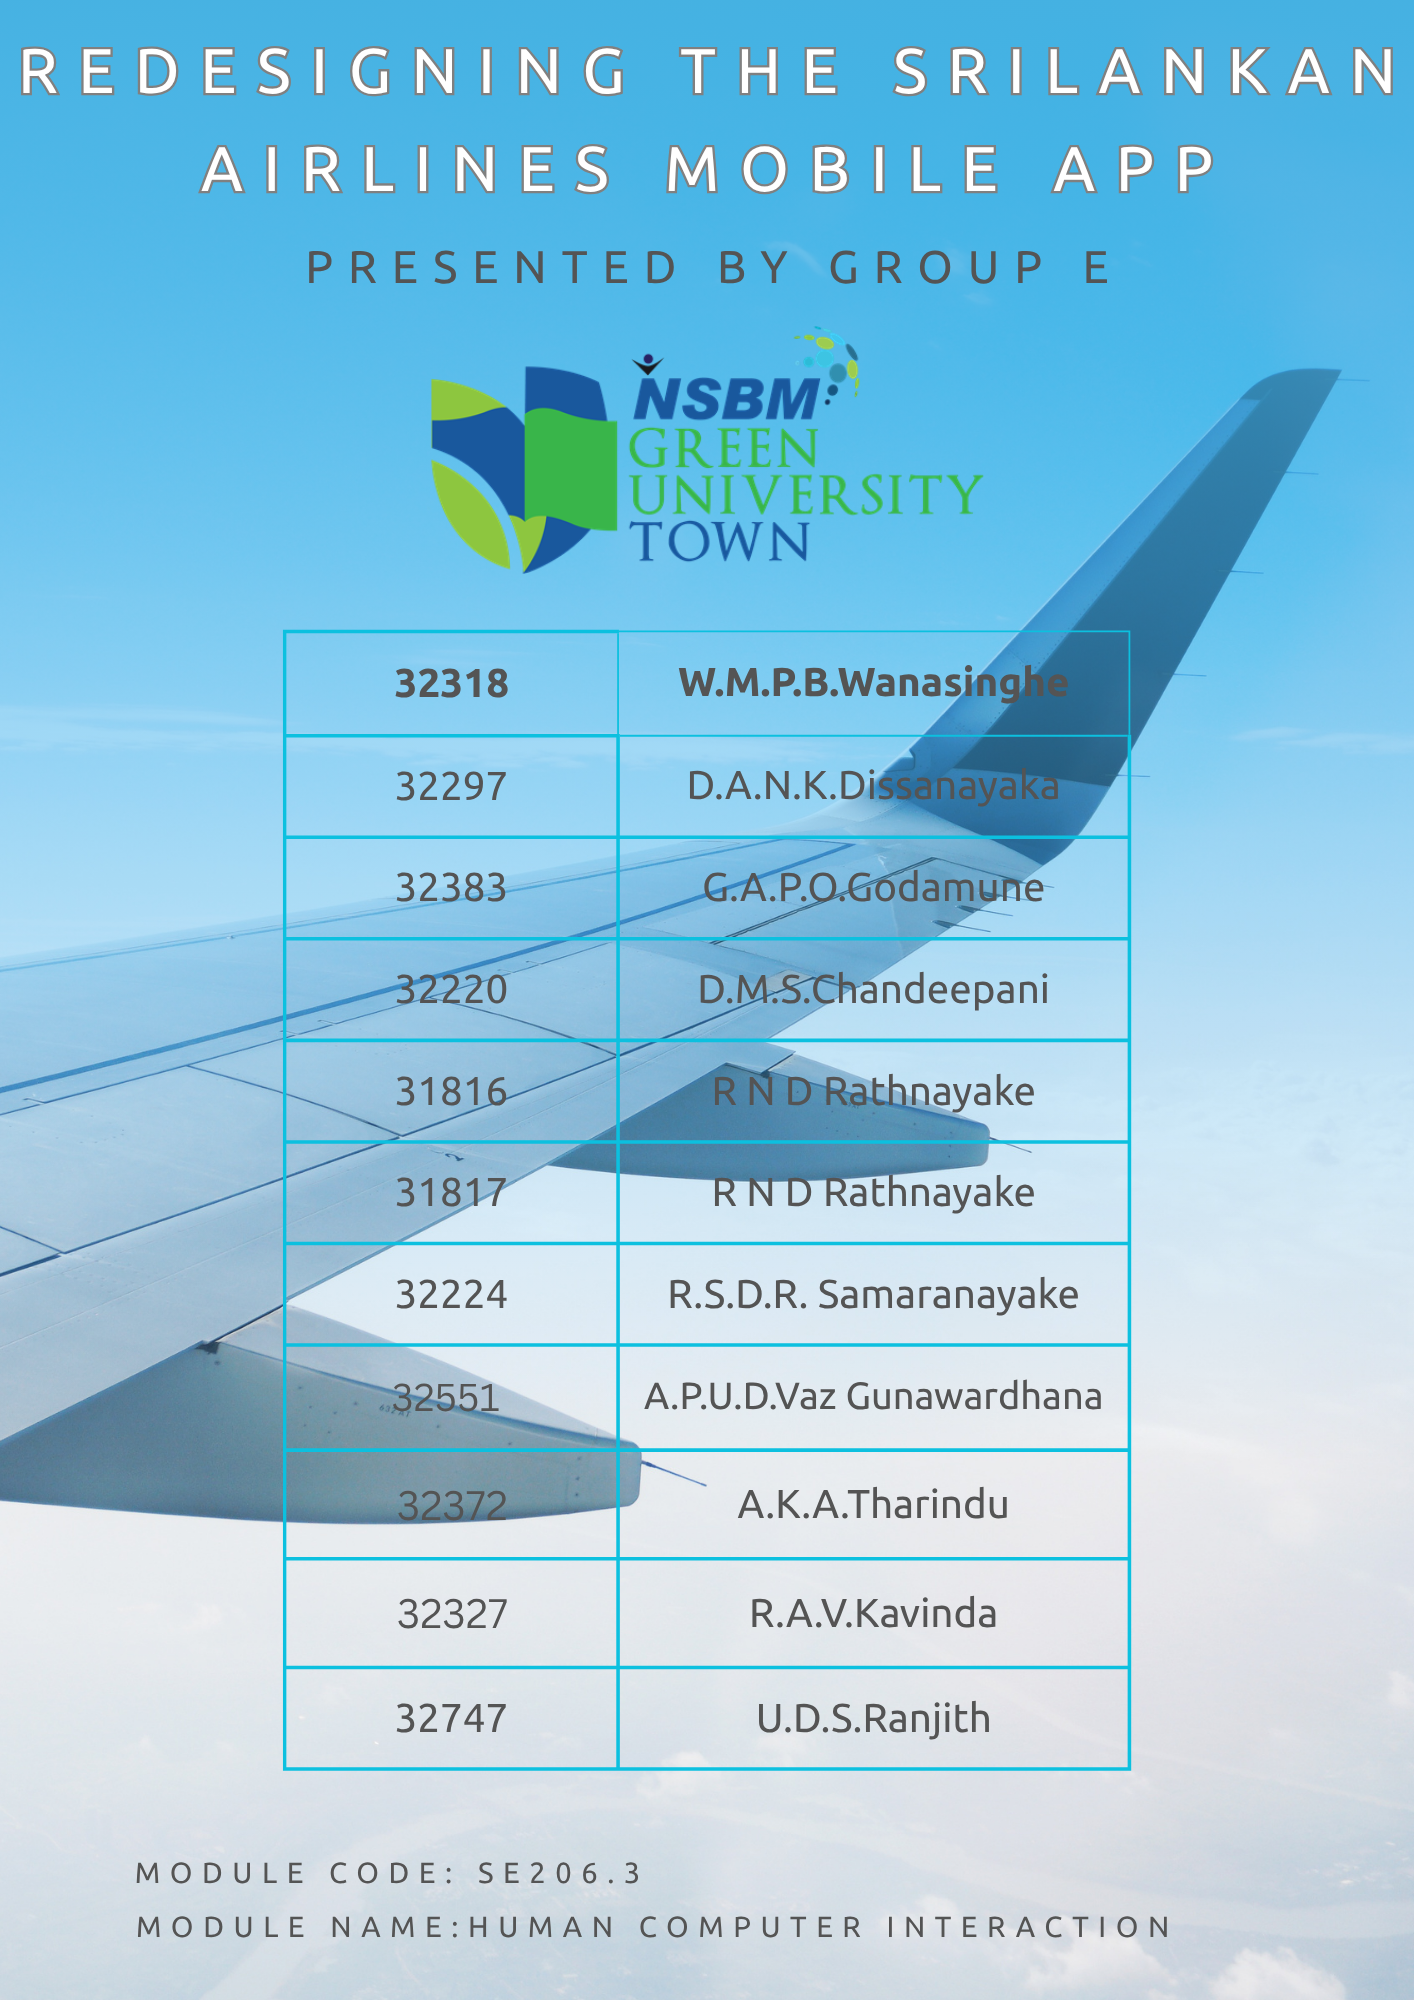 REDESIGNING THE SRILANKAN
AIRLINES MOBILE APP
PRESENTED BY GROUP E
NSBM
GREEN
UNIVERSITY
TOWN
32318 W.M.P.B.Wanasinghe
32297 D.A.N.K.Dissanayaka
32383 G.A.P.O.Godamune
32220 D.M.S.Chandeepani
31816 R N D Rathnayake
31817 R N D Rathnayake
32224 R.S.D.R. Samaranayake
32551 A.P.U.D.Vaz Gunawardhana
32372 A.K.A.Tharindu
32327 R.A.V.Kavinda
32747 U.D.S.Ranjith
MODULE CODE: SE206.3
MODULE NAME:HUMAN COMPUTER INTERACTION